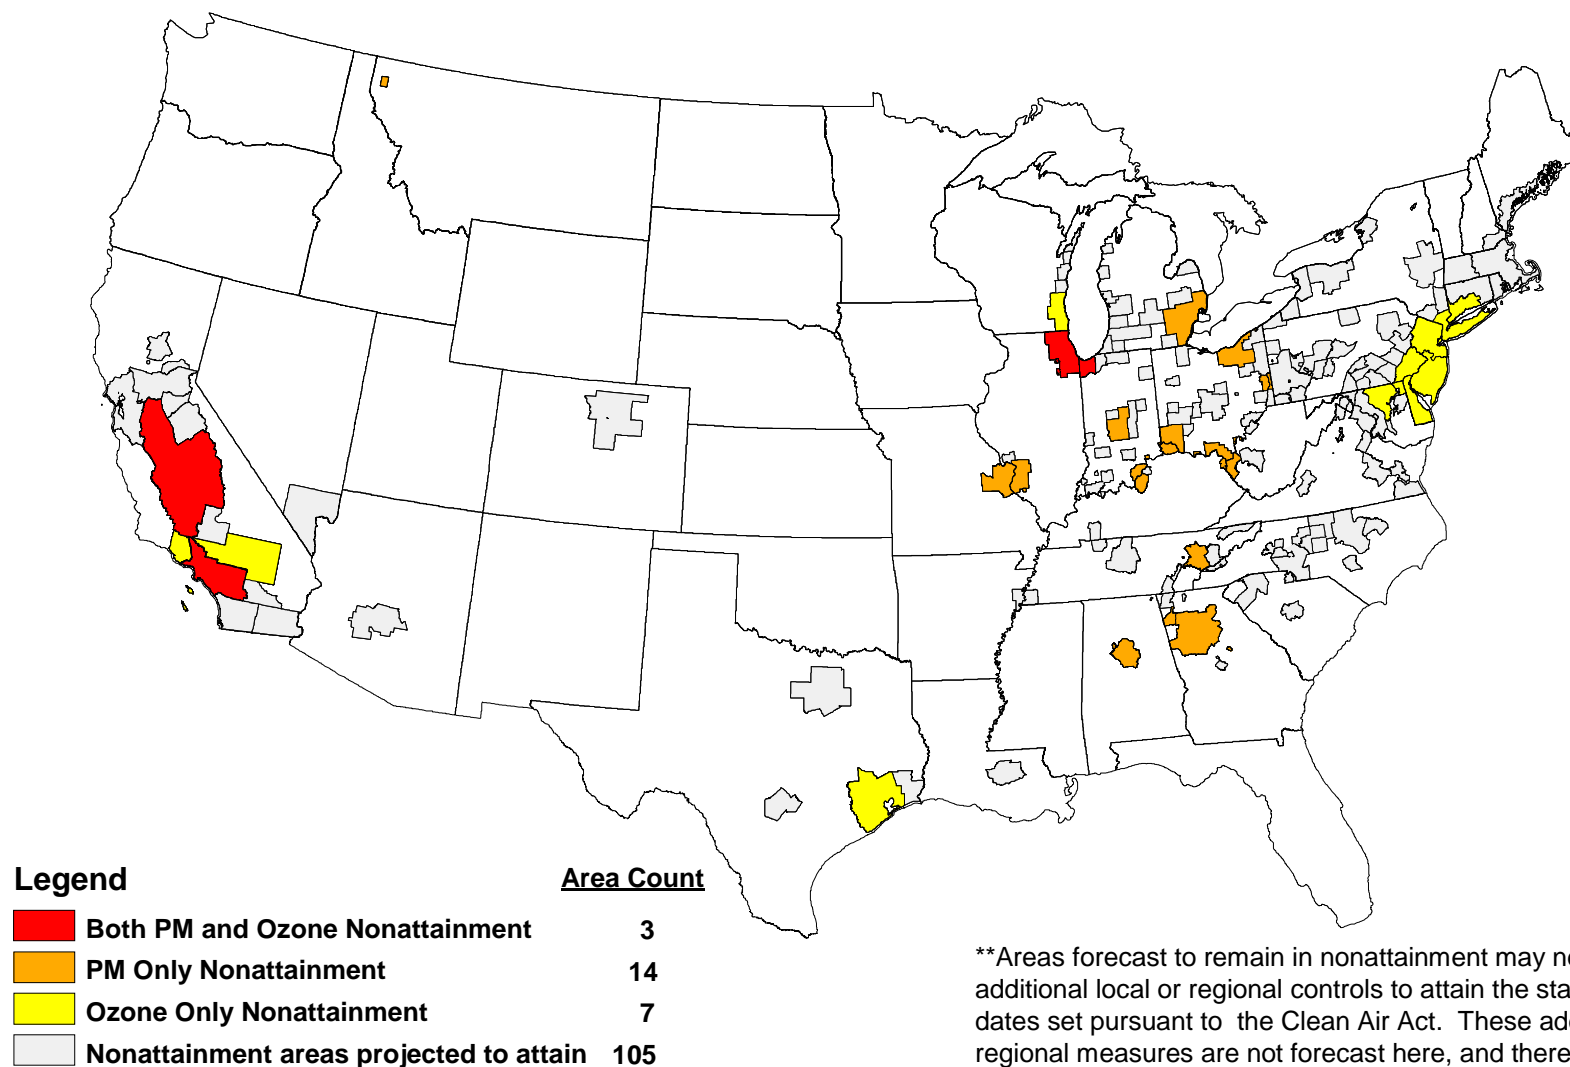 Legend
Area Count
Both PM and Ozone Nonattainment 3
PM Only Nonattainment 14
Ozone Only Nonattainment 7
Nonattainment areas projected to attain 105
**Areas forecast to remain in nonattainment may
additional local or regional controls to attain the
dates set pursuant to the Clean Air Act. These
regional measures are not forecast here, and